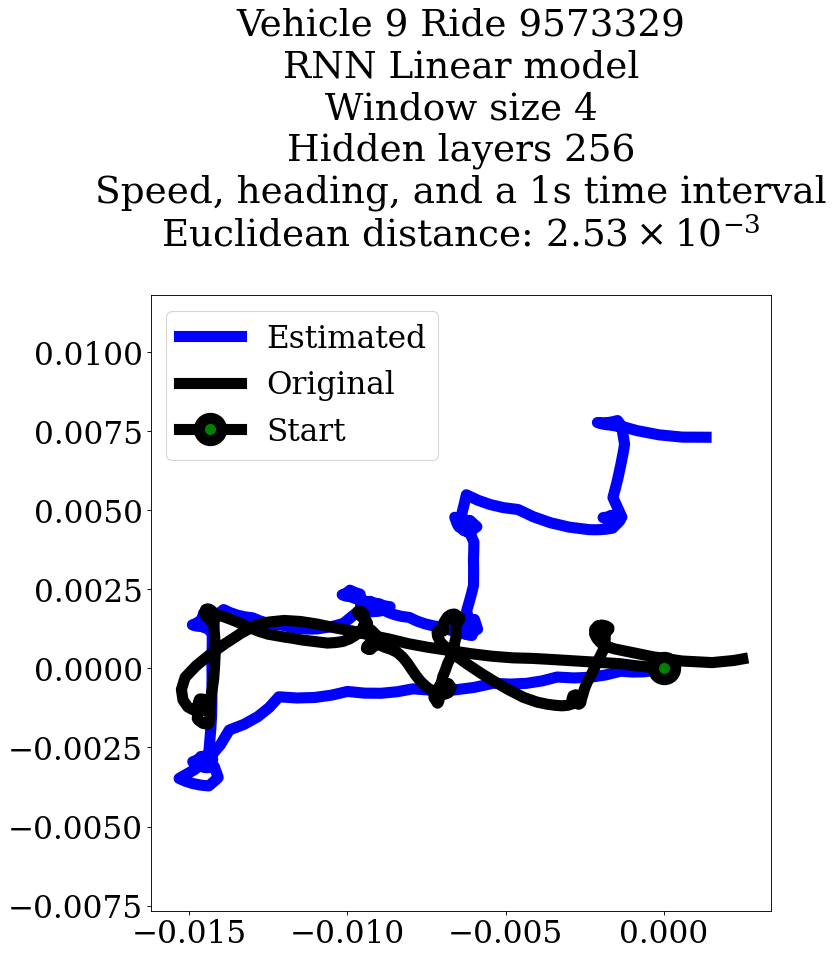 Vehicle 9 Ride 9573329
RNN Linear model
Window size 4
Hidden layers 256
Speed, heading, and a 1s time interval
Euclidean distance: 2.53 × 10⁻³
Estimated
Original
Start
0.0100
0.0075
0.0050
0.0025
0.0000
−0.0025
−0.0050
−0.0075
−0.015 −0.010 −0.005 0.000